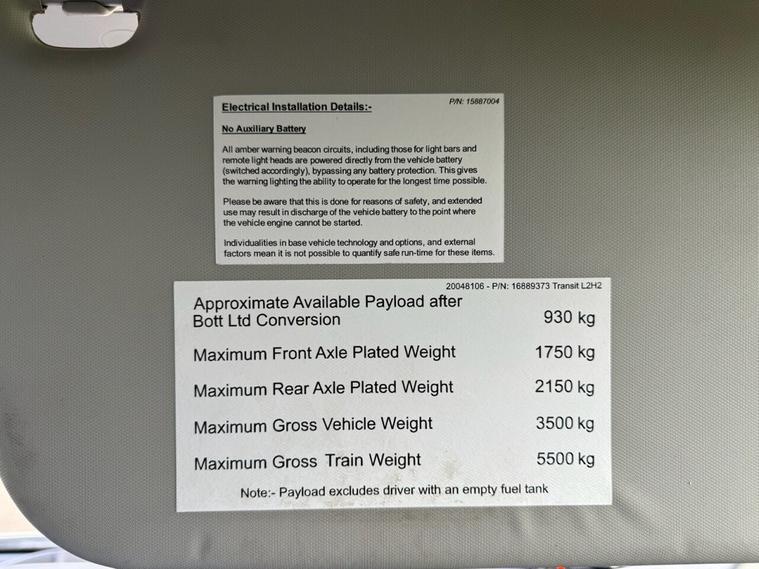 P/N: 15887004
Electrical Installation Details:-
No Auxiliary Battery
All amber warning beacon circuits, including those for light bars and
remote light heads are powered directly from the vehicle battery
(switched accordingly), bypassing any battery protection. This gives
the warning lighting the ability to operate for the longest time possible.
Please be aware that this is done for reasons of safety, and extended
use may result in discharge of the vehicle battery to the point where
the vehicle engine cannot be started.
Individualities in base vehicle technology and options, and external
factors mean it is not possible to quantify safe run-time for these items.
20048106 - P/N: 16889373 Transit L2H2
Approximate Available Payload after
Bott Ltd Conversion 930 kg
Maximum Front Axle Plated Weight 1750 kg
Maximum Rear Axle Plated Weight 2150 kg
Maximum Gross Vehicle Weight 3500 kg
Maximum Gross Train Weight 5500 kg
Note:- Payload excludes driver with an empty fuel tank